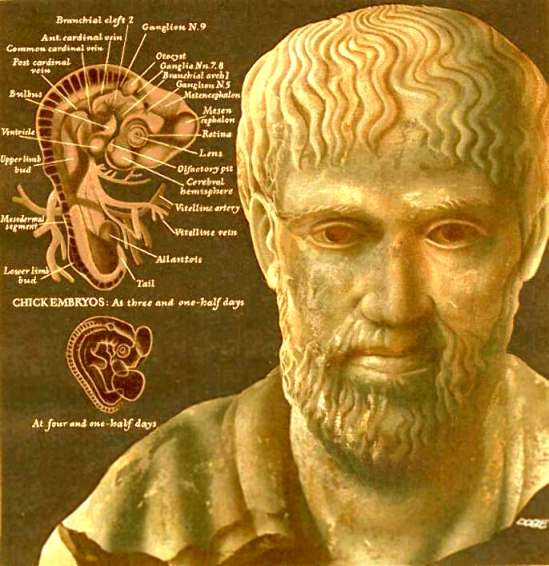 Branchial cleft 2
Ganglion N.9
Ant. cardinal vein
Common cardinal vein
Post cardinal
vein
Bulbus
Ventricle
Upper limb
bud
Mesodermal
segment
Lower limb
bud
Otocyst
Ganglia Nn.7.8
Branchial arch 1
Ganglion N.5
Metencephalon
Mesen
cephalon
Retina
Lens
Olfactory pit
Cerebral
hemisphere
Vitelline artery
Vitelline vein
Allantois
Tail
CHICK EMBRYOS: At three and one-half days
At four and one-half days